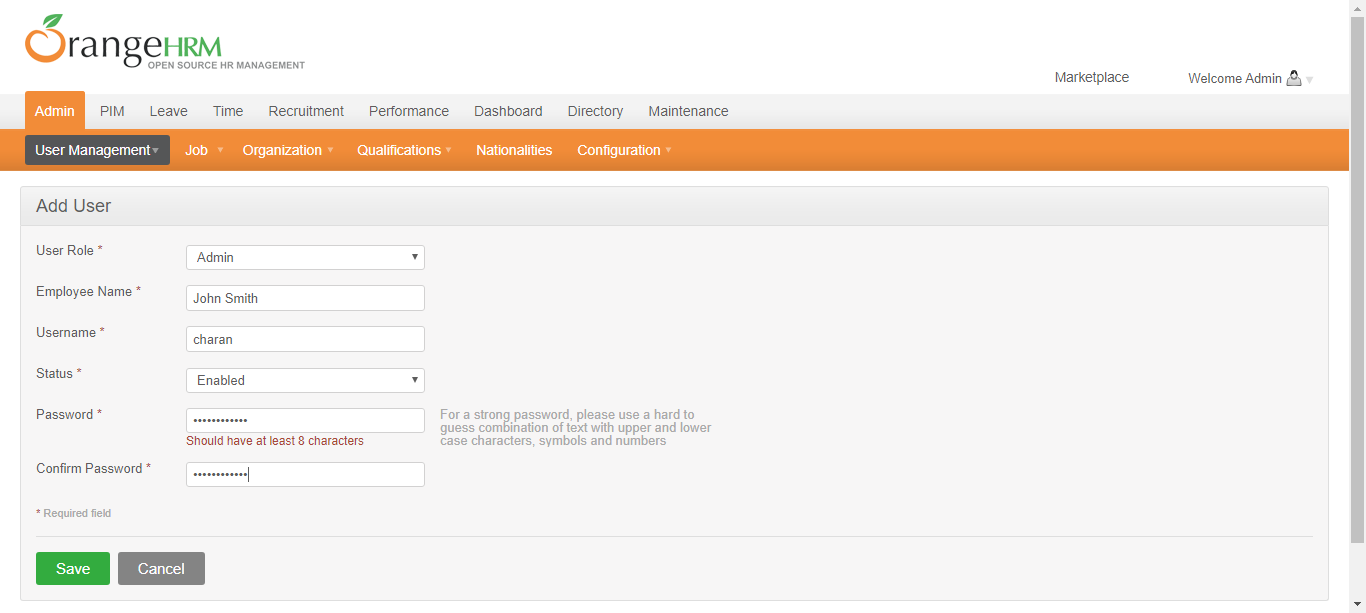 OrangeHRM
OPEN SOURCE HR MANAGEMENT
Marketplace Welcome Admin
Admin PIM Leave Time Recruitment Performance Dashboard Directory Maintenance
User Management Job Organization Qualifications Nationalities Configuration
Add User
User Role * Admin
Employee Name * John Smith
Username * charan
Status * Enabled
Password * ••••••••••••
For a strong password, please use a hard to
guess combination of text with upper and lower
case characters, symbols and numbers
Should have at least 8 characters
Confirm Password * ••••••••••••
* Required field
Save Cancel